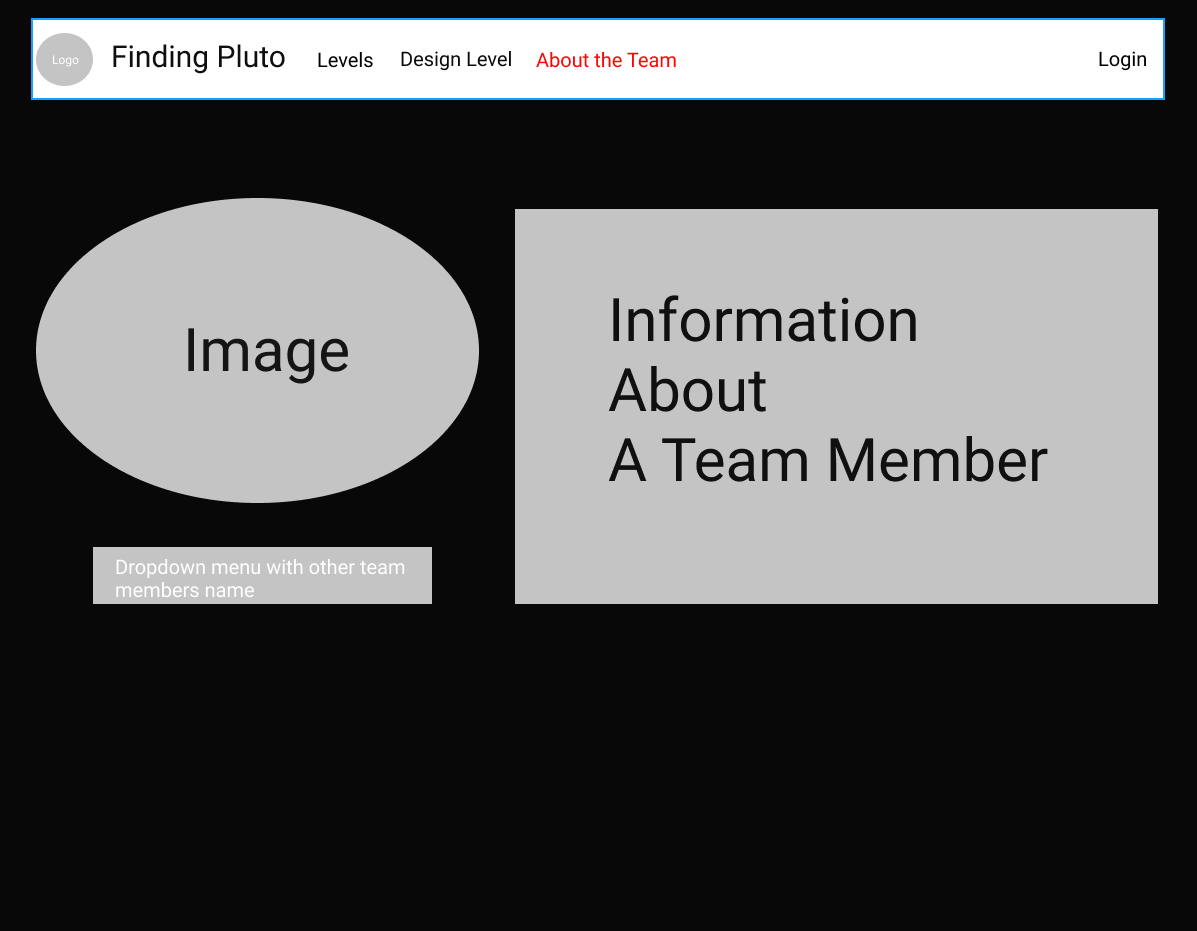 Logo
Finding Pluto
Levels
Design Level
About the Team
Login
Image
Information
About
A Team Member
Dropdown menu with other team
members name